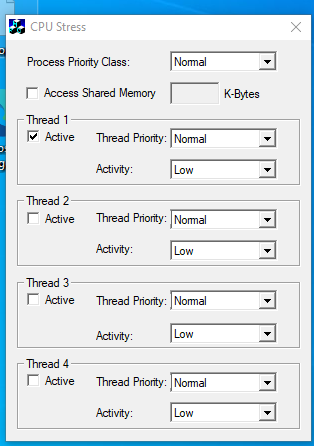 CPU Stress
Process Priority Class: Normal
Access Shared Memory K-Bytes
Thread 1
Active Thread Priority: Normal
Activity: Low
Thread 2
Active Thread Priority: Normal
Activity: Low
Thread 3
Active Thread Priority: Normal
Activity: Low
Thread 4
Active Thread Priority: Normal
Activity: Low